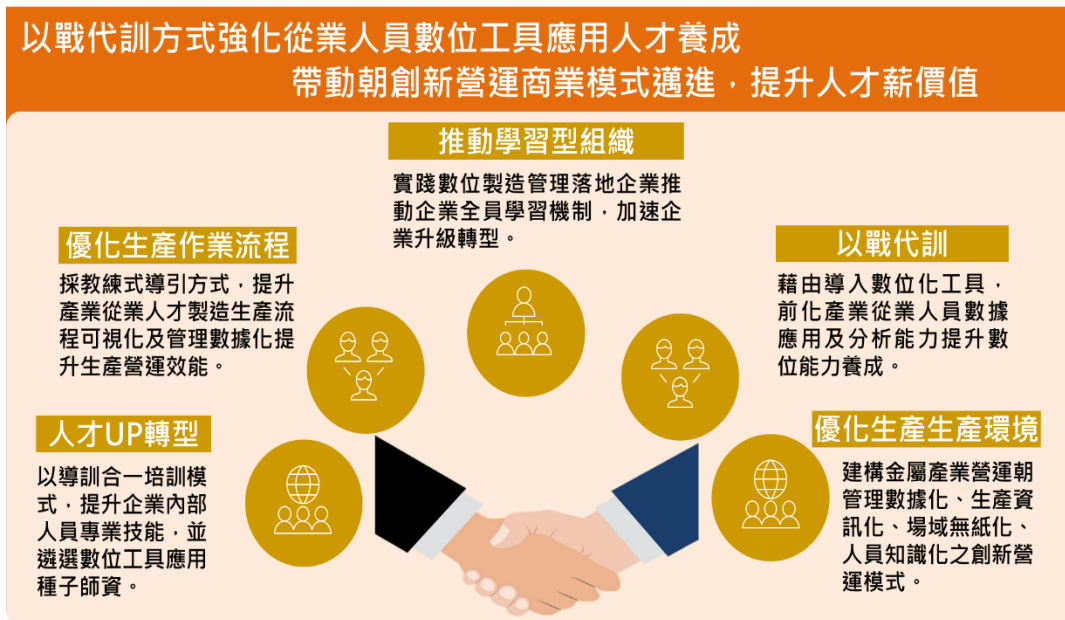 以戰代訓方式強化從業人員數位工具應用人才養成
帶動朝創新營運商業模式邁進，提升人才薪價值
推動學習型組織
實踐數位製造管理落地企業推
動企業全員學習機制，加速企
業升級轉型。
優化生產作業流程
採教練式導引方式，提升
產業從業人才製造生產流
程可視化及管理數據化提
升生產營運效能。
以戰代訓
藉由導入數位化工具，
前化產業從業人員數據
應用及分析能力提升數
位能力養成。
人才UP轉型
以導訓合一培訓模
式，提升企業內部
人員專業技能，並
遴選數位工具應用
種子師資。
優化生產生產環境
建構金屬產業營運朝
管理數據化、生產資
訊化、場域無紙化、
人員知識化之創新營
運模式。